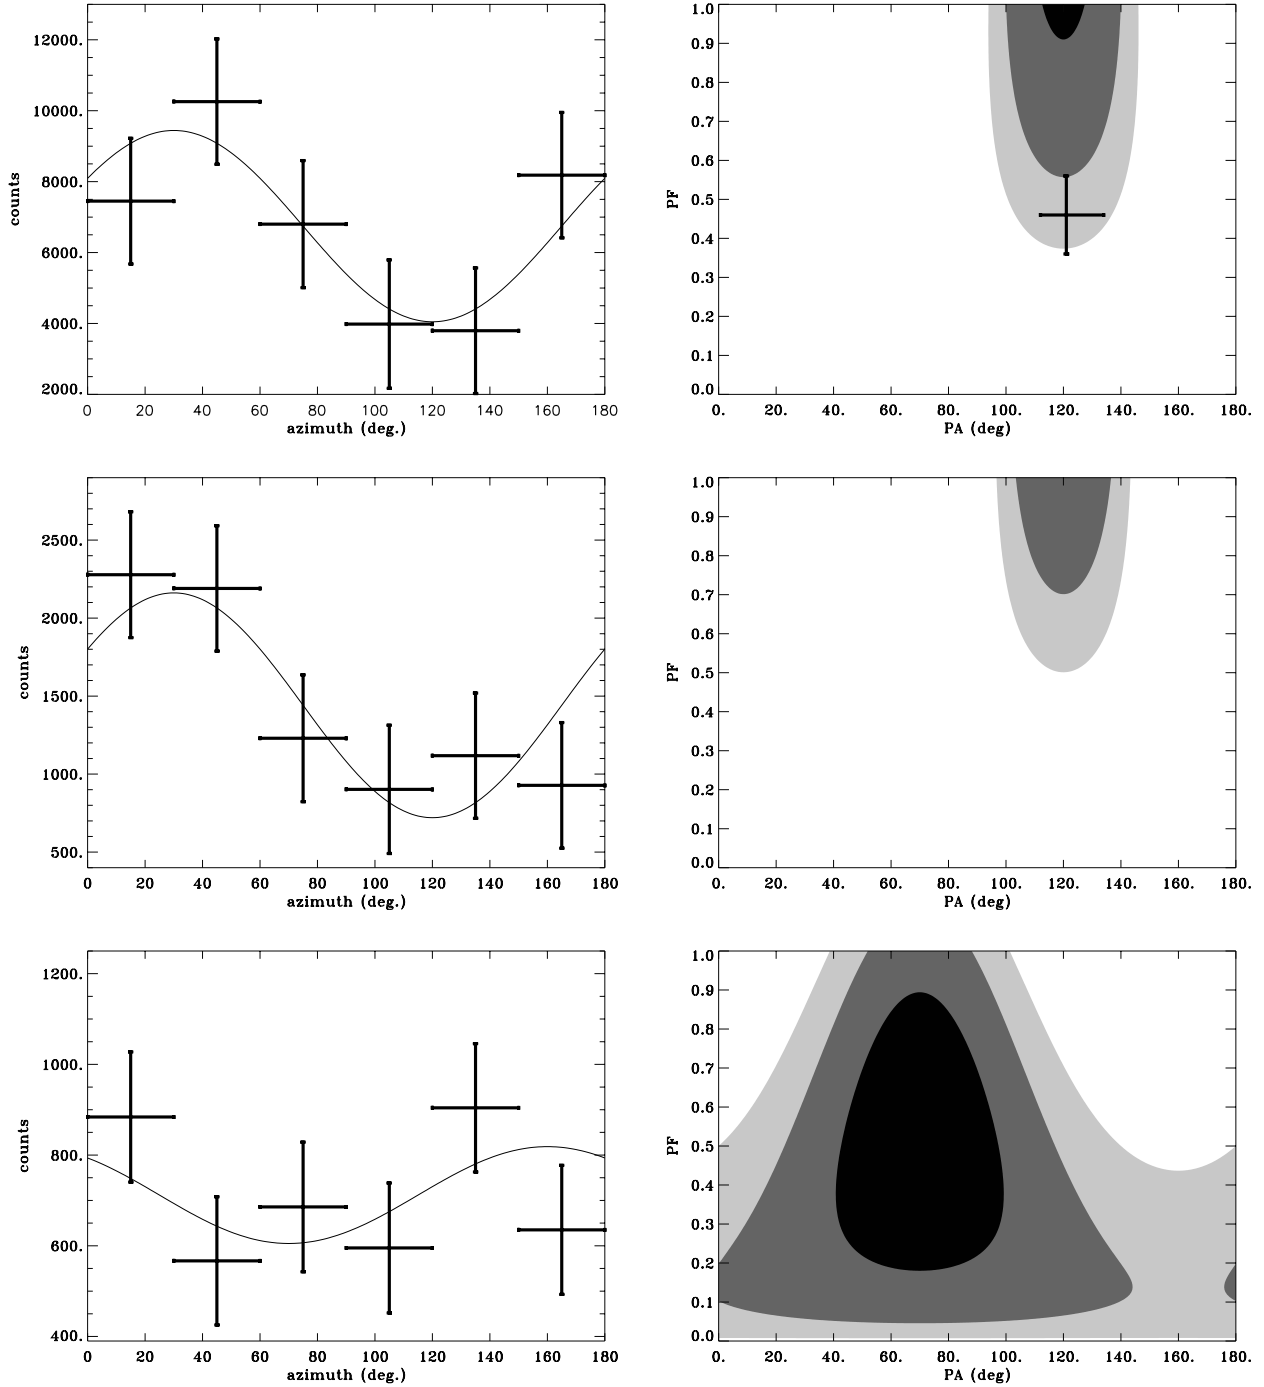 12000.
10000.
8000.
6000.
4000.
2000.
counts
0 20 40 60 80 100 120 140 160 180
azimuth (deg.)
1.0
0.9
0.8
0.7
0.6
0.5
0.4
0.3
0.2
0.1
0.0
PF
0. 20. 40. 60. 80. 100. 120. 140. 160. 180.
PA (deg)
2500.
2000.
1500.
1000.
500.
counts
0 20 40 60 80 100 120 140 160 180
azimuth (deg.)
1.0
0.9
0.8
0.7
0.6
0.5
0.4
0.3
0.2
0.1
0.0
PF
0. 20. 40. 60. 80. 100. 120. 140. 160. 180.
PA (deg)
1200.
1000.
800.
600.
400.
counts
0 20 40 60 80 100 120 140 160 180
azimuth (deg.)
1.0
0.9
0.8
0.7
0.6
0.5
0.4
0.3
0.2
0.1
0.0
PF
0. 20. 40. 60. 80. 100. 120. 140. 160. 180.
PA (deg)